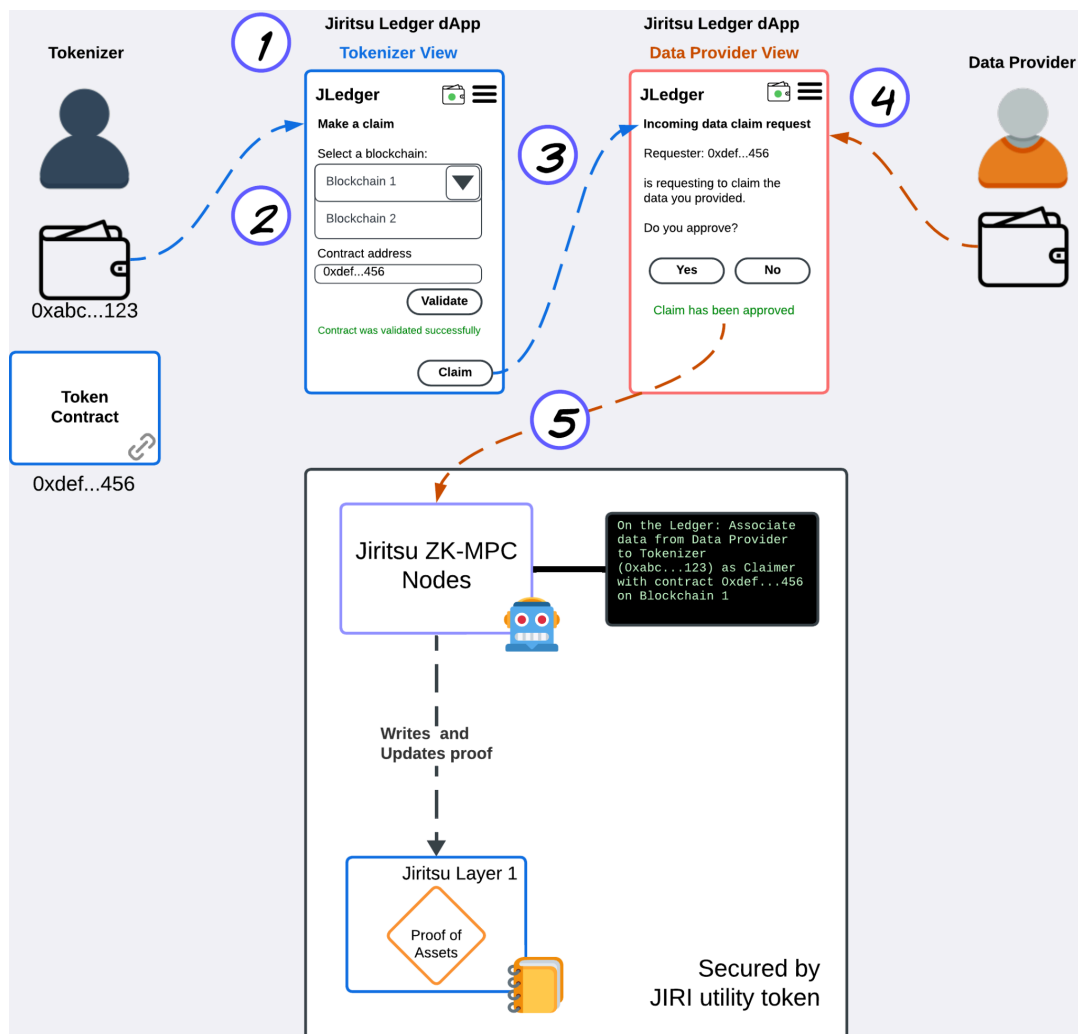 Tokenizer
0xabc...123
Token
Contract
0xdef...456
1
Jiritsu Ledger dApp
Tokenizer View
JLedger
Make a claim
Select a blockchain:
Blockchain 1
2
Blockchain 2
Contract address
0xdef...456
Validate
Contract was validated successfully
Claim
3
Jiritsu Ledger dApp
Data Provider View
JLedger
Incoming data claim request
Requester: 0xdef...456
is requesting to claim the
data you provided.
Do you approve?
Yes
No
Claim has been approved
4
Data Provider
5
Jiritsu ZK-MPC
Nodes
On the Ledger: Associate
data from Data Provider
to Tokenizer
(0xabc...123) as Claimer
with contract 0xdef...456
on Blockchain 1
Writes and
Updates proof
Jiritsu Layer 1
Proof of
Assets
Secured by
JIRI utility token